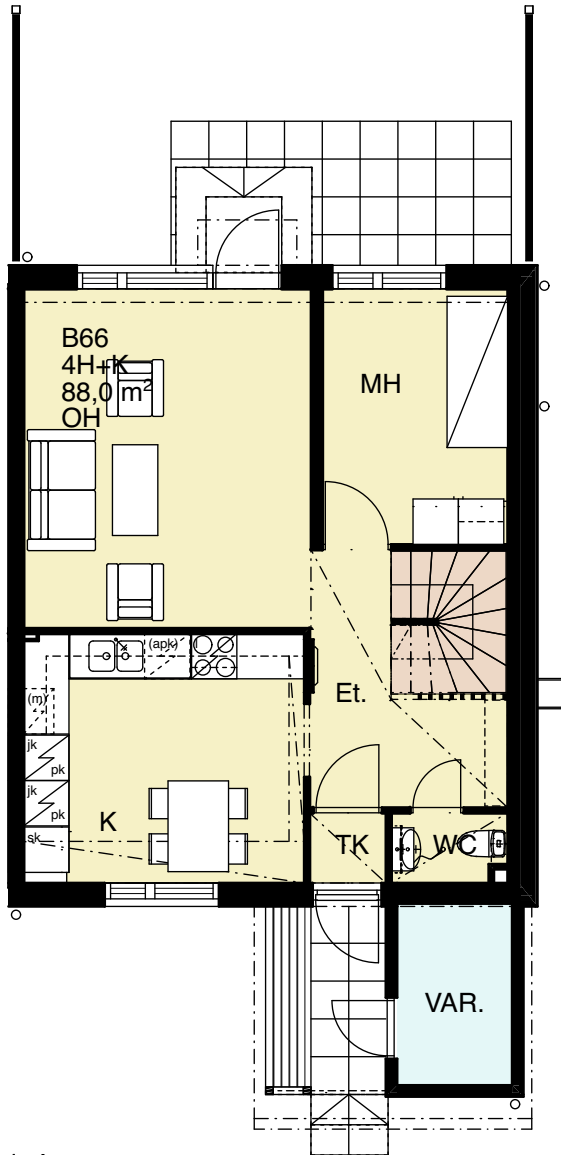 B66
4H+K
88,0 m²
OH
MH
(apk)
(m)
Et.
jk
pk
jk
pk
K
sk
TK
WC
VAR.